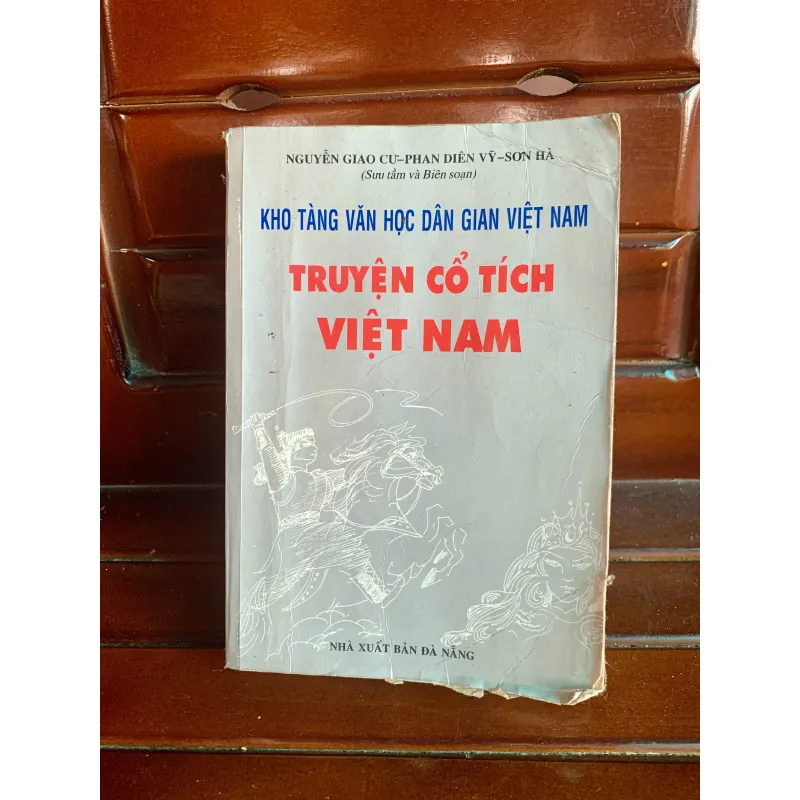 NGUYỄN GIAO CƯ–PHAN DIÊN VỸ–SƠN HÀ
(Sưu tầm và Biên soạn)
KHO TÀNG VĂN HỌC DÂN GIAN VIỆT NAM
TRUYỆN CỔ TÍCH
VIỆT NAM
NHÀ XUẤT BẢN ĐÀ NẴNG